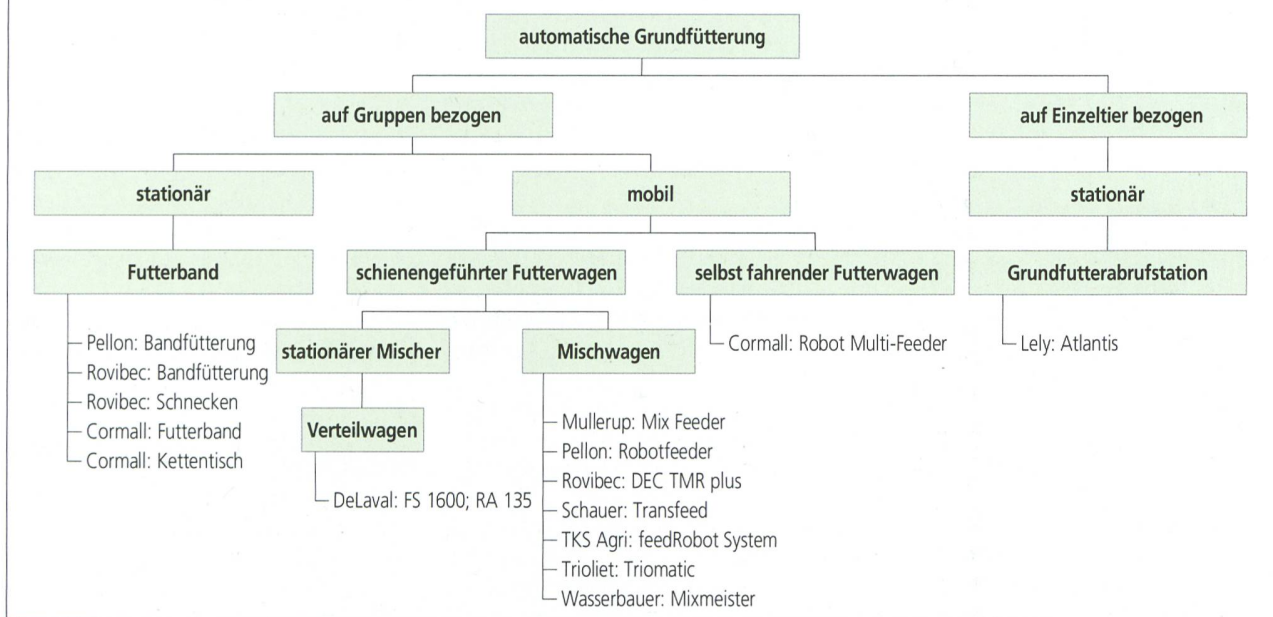 automatische Grundfütterung
auf Gruppen bezogen
auf Einzeltier bezogen
stationär
mobil
stationär
Futterband
schienengeführter Futterwagen
selbst fahrender Futterwagen
Grundfutterabrufstation
Pellon: Bandfütterung
Rovibec: Bandfütterung
Rovibec: Schnecken
Cormall: Futterband
Cormall: Kettentisch
stationärer Mischer
Verteilwagen
DeLaval: FS 1600; RA 135
Mischwagen
Mullerup: Mix Feeder
Pellon: Robotfeeder
Rovibec: DEC TMR plus
Schauer: Transfeed
TKS Agri: feedRobot System
Trioliet: Triomatic
Wasserbauer: Mixmeister
Cormall: Robot Multi-Feeder
Lely: Atlantis